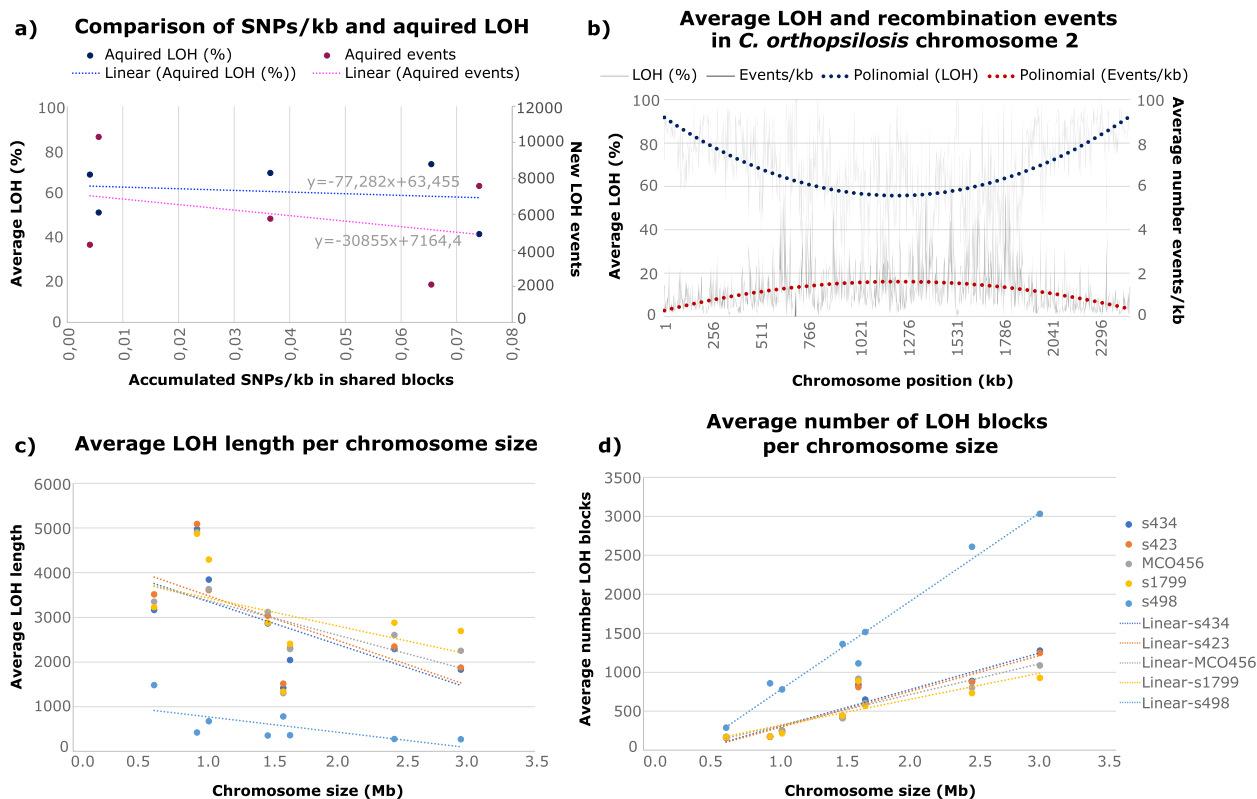 a)
Comparison of SNPs/kb and aquired LOH
Aquired LOH (%)
Aquired events
Linear (Aquired LOH (%))
Linear (Aquired events)
Average LOH (%)
100
80
60
40
20
0
12000
10000
8000
6000
4000
2000
0
New LOH events
y=-77,282x+63,455
y=-30855x+7164,4
0,00
0,01
0,02
0,03
0,04
0,05
0,06
0,07
0,08
Accumulated SNPs/kb in shared blocks
b)
Average LOH and recombination events
in C. orthopsilosis chromosome 2
LOH (%)
Events/kb
Polinomial (LOH)
Polinomial (Events/kb)
Average LOH (%)
100
80
60
40
20
0
100
8
6
4
2
0
Average number events/kb
1
256
511
766
1021
1276
1531
1786
2041
2296
Chromosome position (kb)
c)
Average LOH length per chromosome size
Average LOH length
6000
5000
4000
3000
2000
1000
0
0.0
0.5
1.0
1.5
2.0
2.5
3.0
3.5
Chromosome size (Mb)
d)
Average number of LOH blocks
per chromosome size
Average number LOH blocks
3500
3000
2500
2000
1500
1000
500
0
0.0
0.5
1.0
1.5
2.0
2.5
3.0
3.5
Chromosome size (Mb)
s434
s423
MCO456
s1799
s498
Linear-s434
Linear-s423
Linear-MCO456
Linear-s1799
Linear-s498